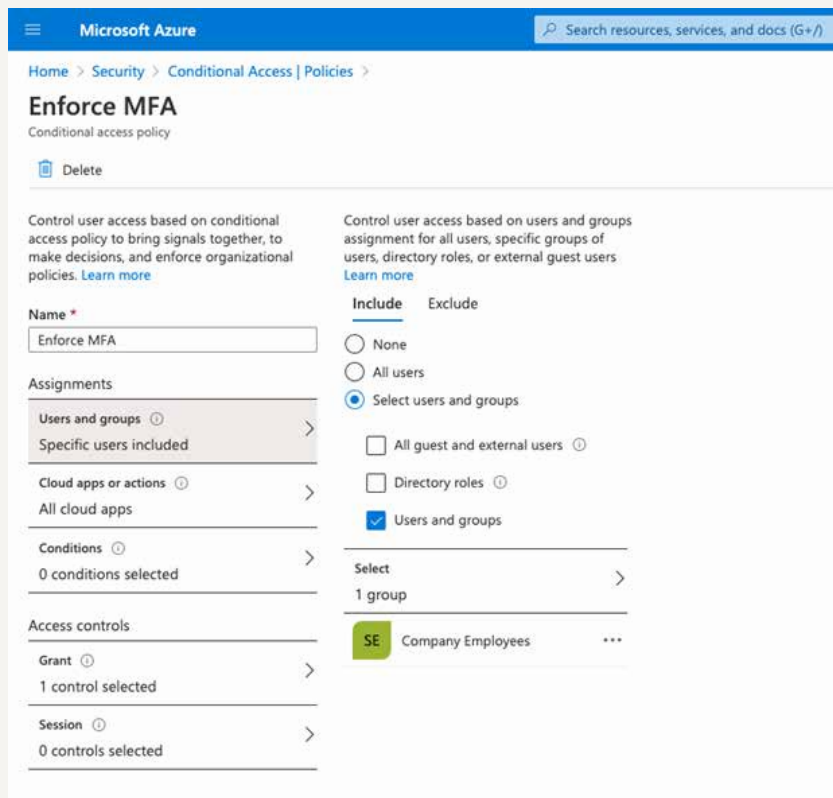 Microsoft Azure
Search resources, services, and docs (G+/)
Home > Security > Conditional Access | Policies >
Enforce MFA
Conditional access policy
Delete
Control user access based on conditional
access policy to bring signals together, to
make decisions, and enforce organizational
policies. Learn more
Name *
Enforce MFA
Assignments
Users and groups
Specific users included
Cloud apps or actions
All cloud apps
Conditions
0 conditions selected
Access controls
Grant
1 control selected
Session
0 controls selected
Control user access based on users and groups
assignment for all users, specific groups of
users, directory roles, or external guest users
Learn more
Include Exclude
None
All users
Select users and groups
All guest and external users
Directory roles
Users and groups
Select
1 group
SE Company Employees